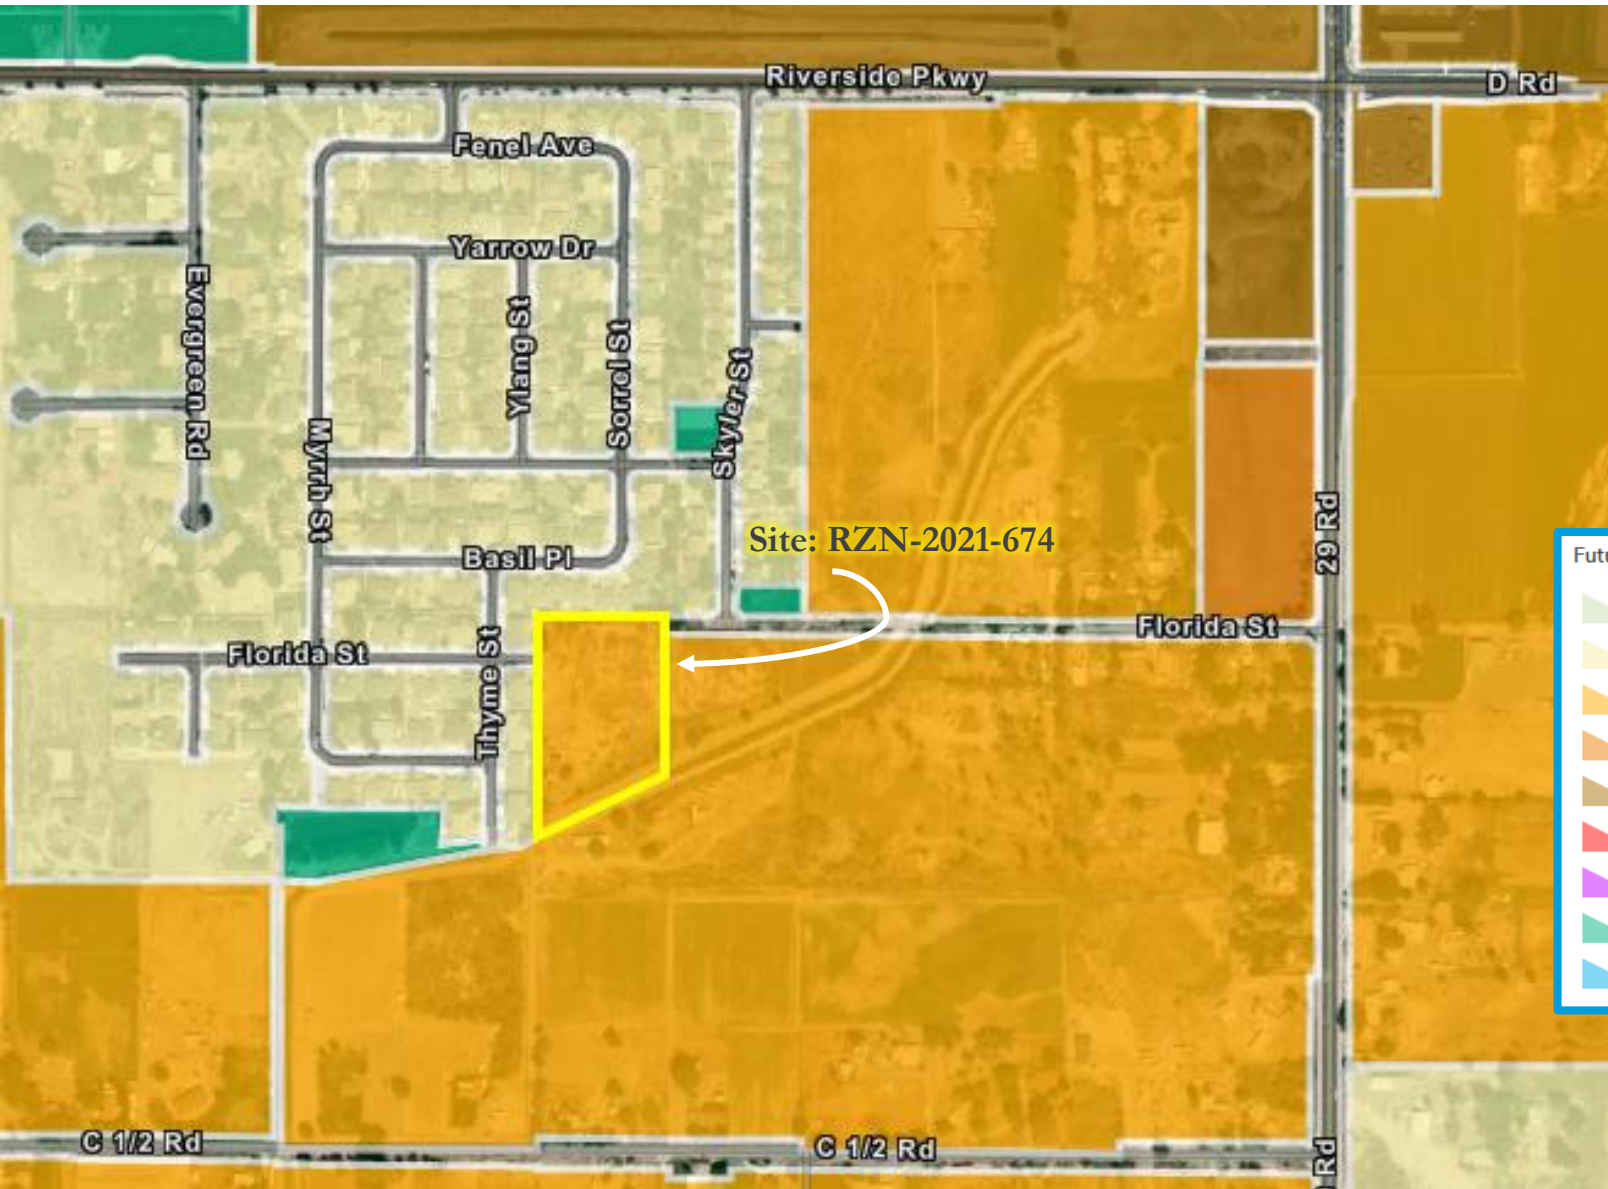 Riverside Pkwy
D Rd
Fenel Ave
Yarrow Dr
Evergreen Rd
Ylang St
Sorrel St
Skyler St
Myrrh St
29 Rd
Site: RZN-2021-674
Basil Pl
Futu
Florida St
Florida St
Thyme St
C 1/2 Rd
C 1/2 Rd
Rd